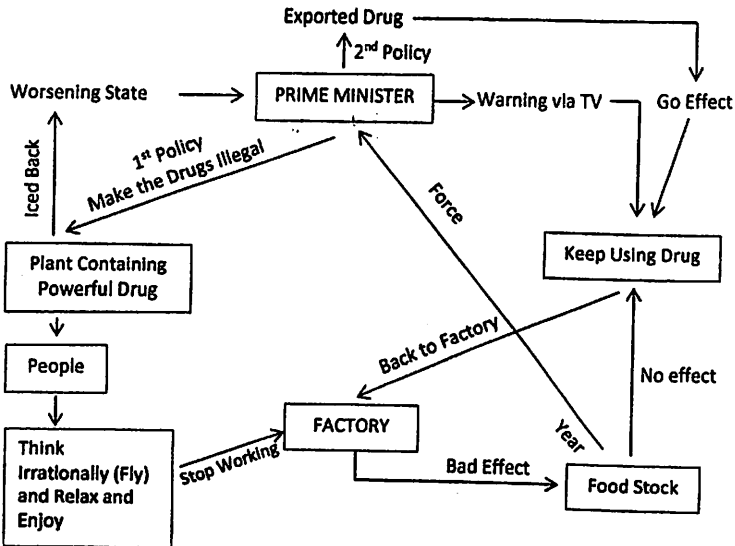 Exported Drug
2nd Policy
Worsening State
PRIME MINISTER
Warning via TV
Go Effect
1st Policy
Make the Drugs Illegal
Iced Back
Force
Plant Containing
Powerful Drug
Keep Using Drug
People
Back to Factory
No effect
FACTORY
Year
Think
Irrationally (Fly)
and Relax and
Enjoy
Stop Working
Bad Effect
Food Stock